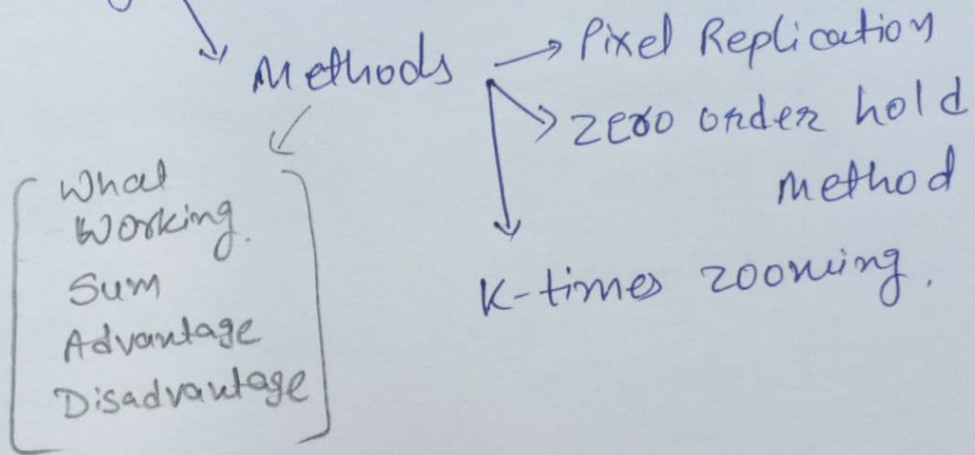 Methods
Pixel Replication
zero order hold
method
K-times zooming.
What
Working.
Sum
Advantage
Disadvantage